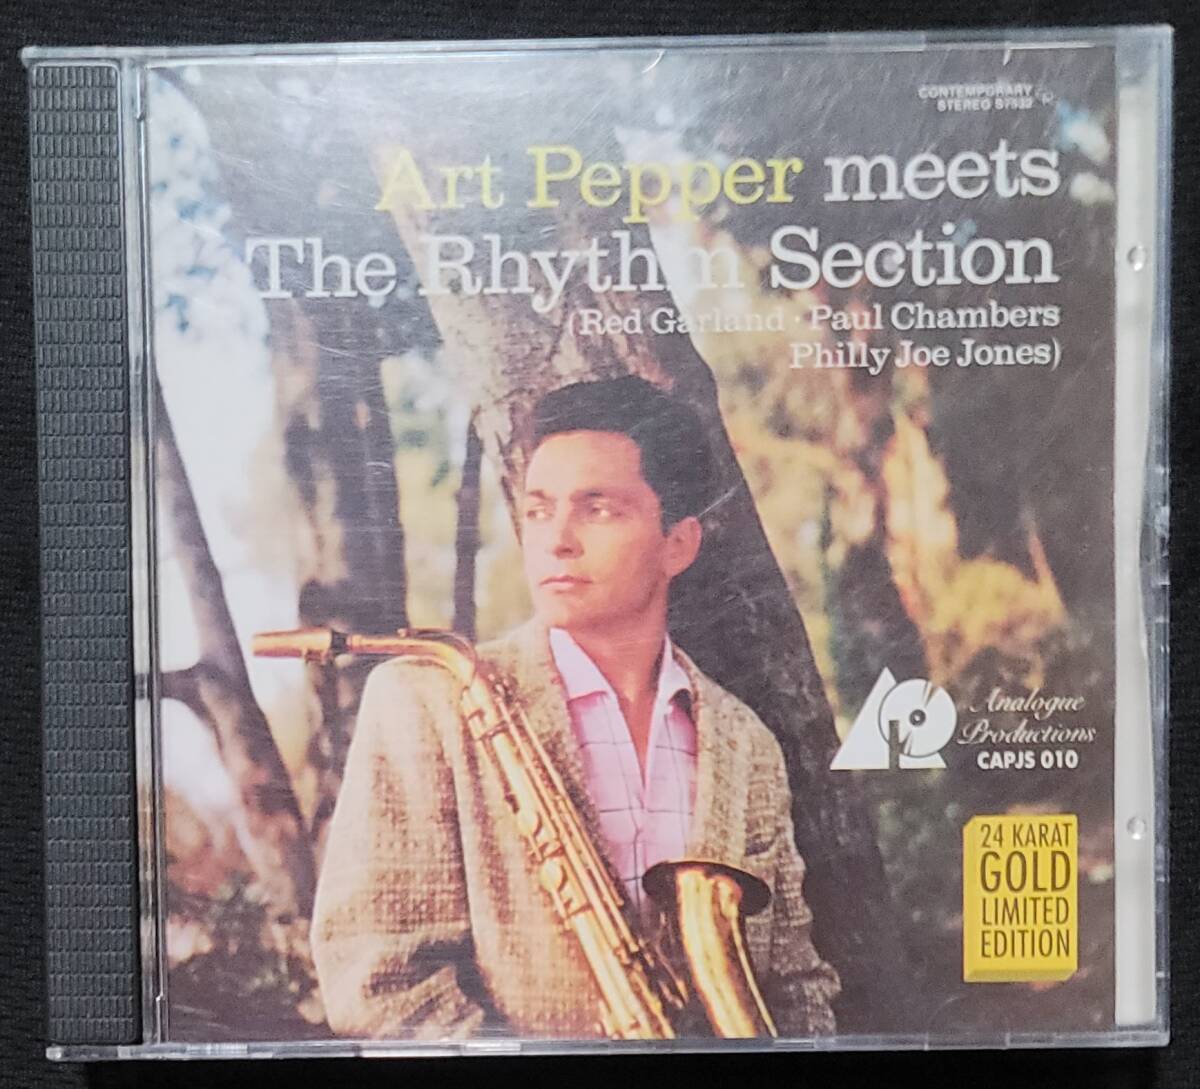 CONTEMPORARY
STEREO S7532
Art Pepper meets
The Rhythm Section
(Red Garland · Paul Chambers
Philly Joe Jones)
Analogue
Productions
CAPJS 010
24 KARAT
GOLD
LIMITED
EDITION